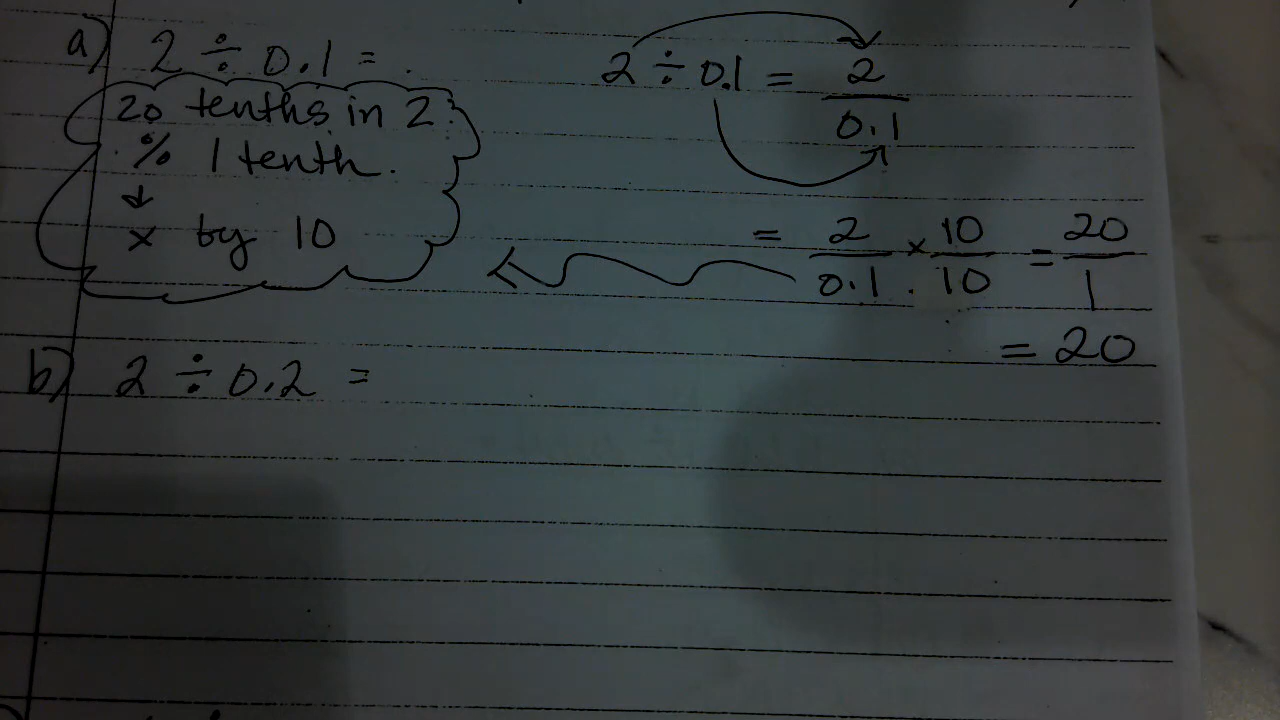 a) 2 ÷ 0.1 = .
20 tenths in 2
% 1 tenth.
↓
x by 10
2 ÷ 0.1 = 2/0.1
= 2/0.1 × 10/10 = 20/1
= 20
b) 2 ÷ 0.2 =